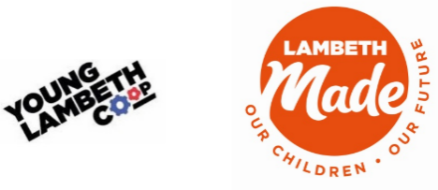 YOUNG
LAMBETH
COOP
LAMBETH
Made
OUR CHILDREN • OUR FUTURE